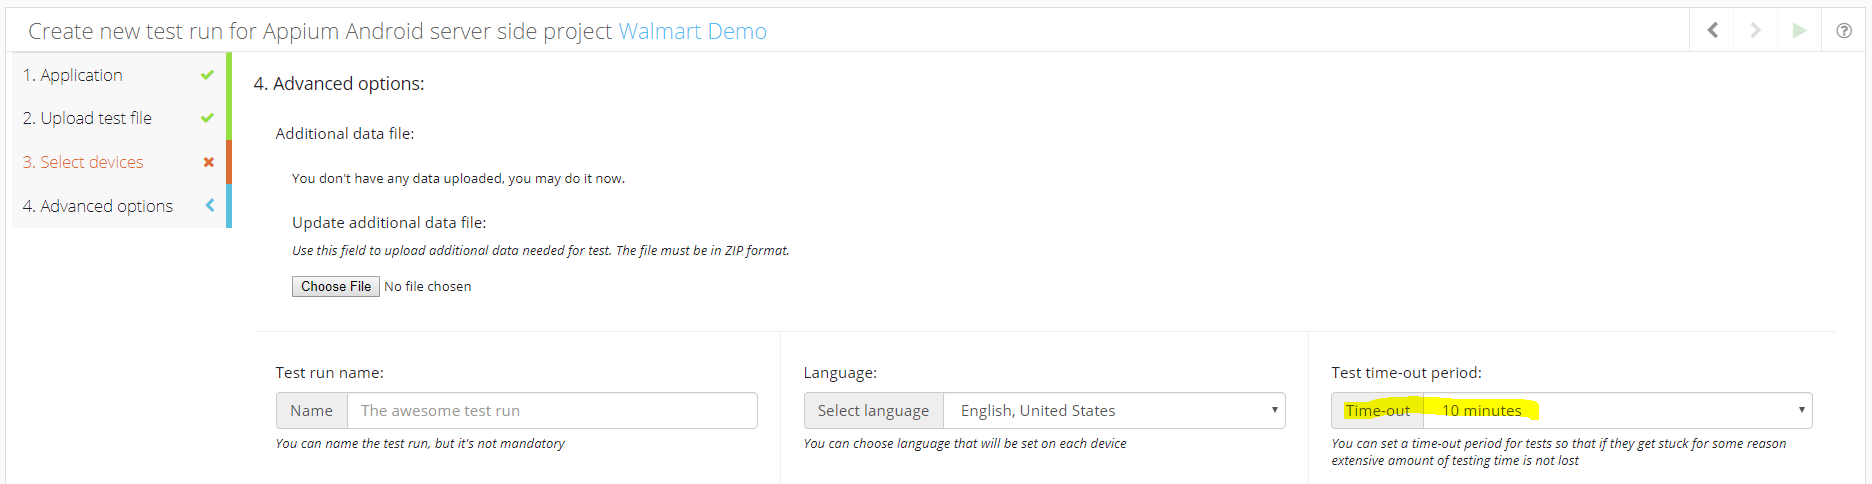 Create new test run for Appium Android server side project Walmart Demo
1. Application
2. Upload test file
3. Select devices
4. Advanced options
4. Advanced options:
Additional data file:
You don't have any data uploaded, you may do it now.
Update additional data file:
Use this field to upload additional data needed for test. The file must be in ZIP format.
Choose File No file chosen
Test run name:
Name The awesome test run
You can name the test run, but it's not mandatory
Language:
Select language English, United States
You can choose language that will be set on each device
Test time-out period:
Time-out 10 minutes
You can set a time-out period for tests so that if they get stuck for some reason
extensive amount of testing time is not lost